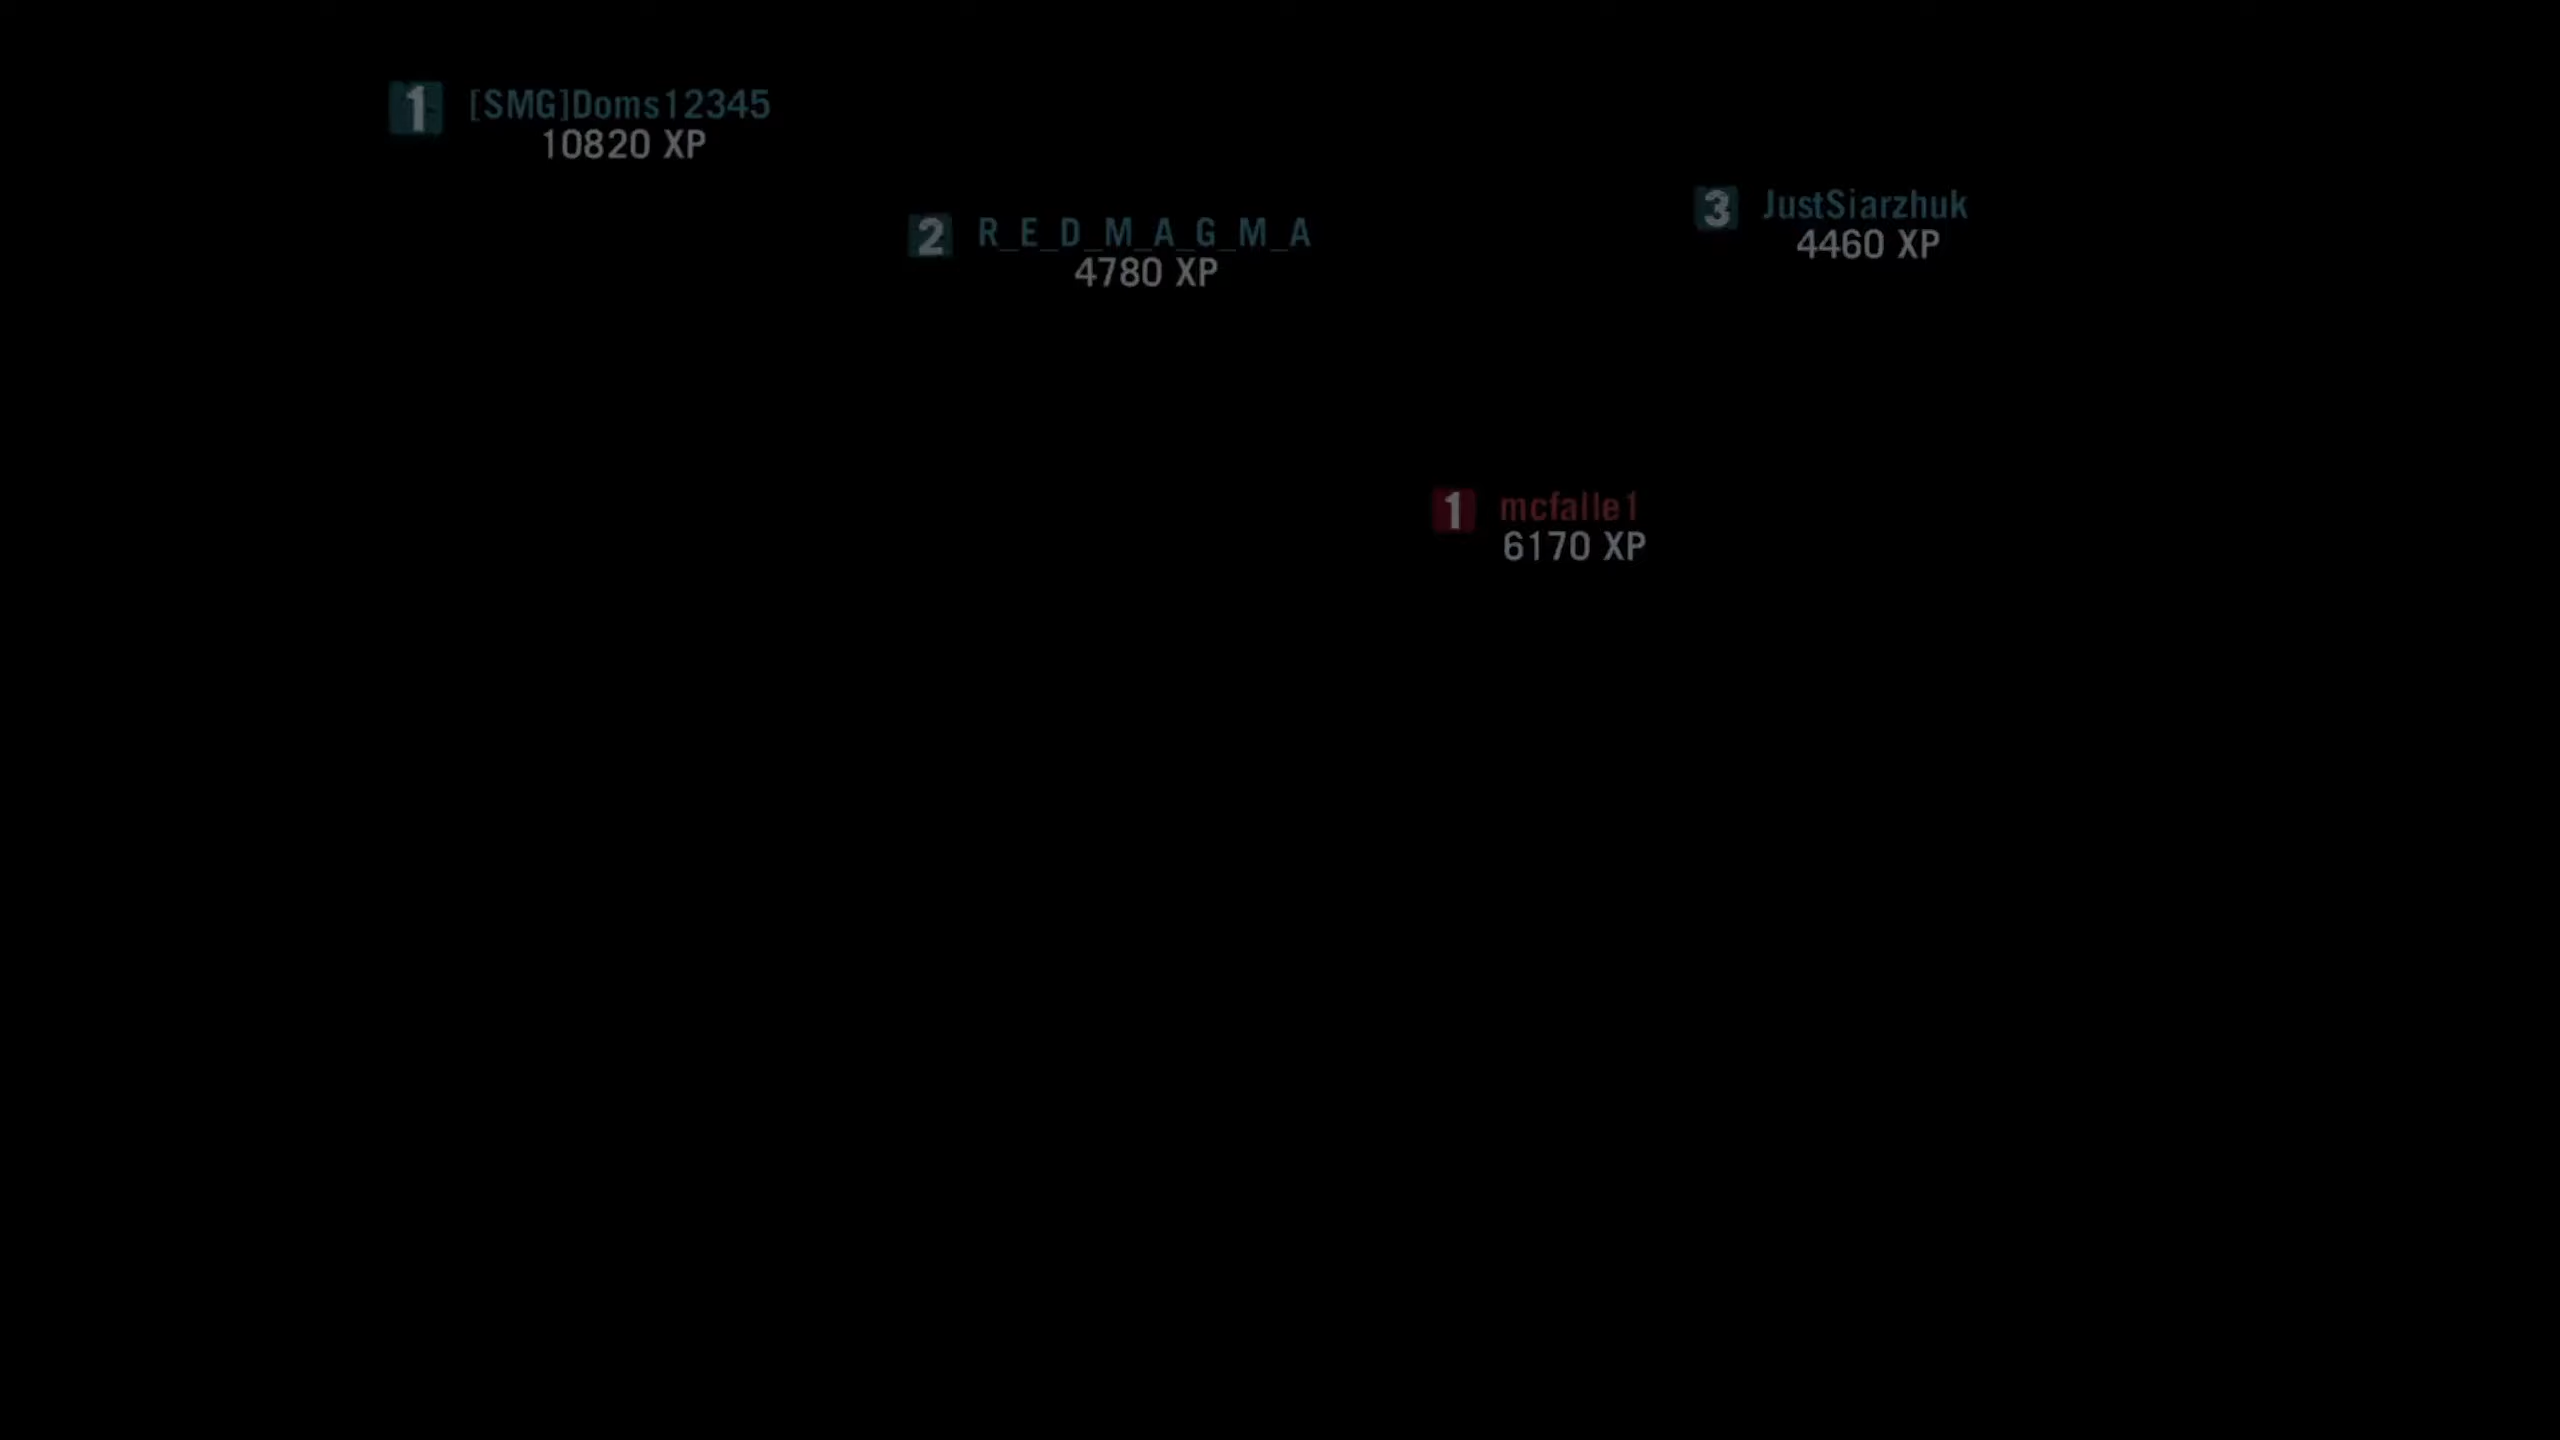 1 [SMG]Doms12345
10820 XP
2 R_E_D_M_A_G_M_A
4780 XP
3 JustSiarzhuk
4460 XP
1 mcfalle1
6170 XP